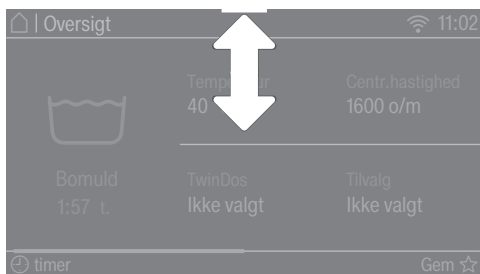 | Oversigt
11:02
Centr.hastighed
40
1600 o/m
Bomuld
1:57 t.
TwinDos
Ikke valgt
Tilvalg
Ikke valgt
timer
Gem